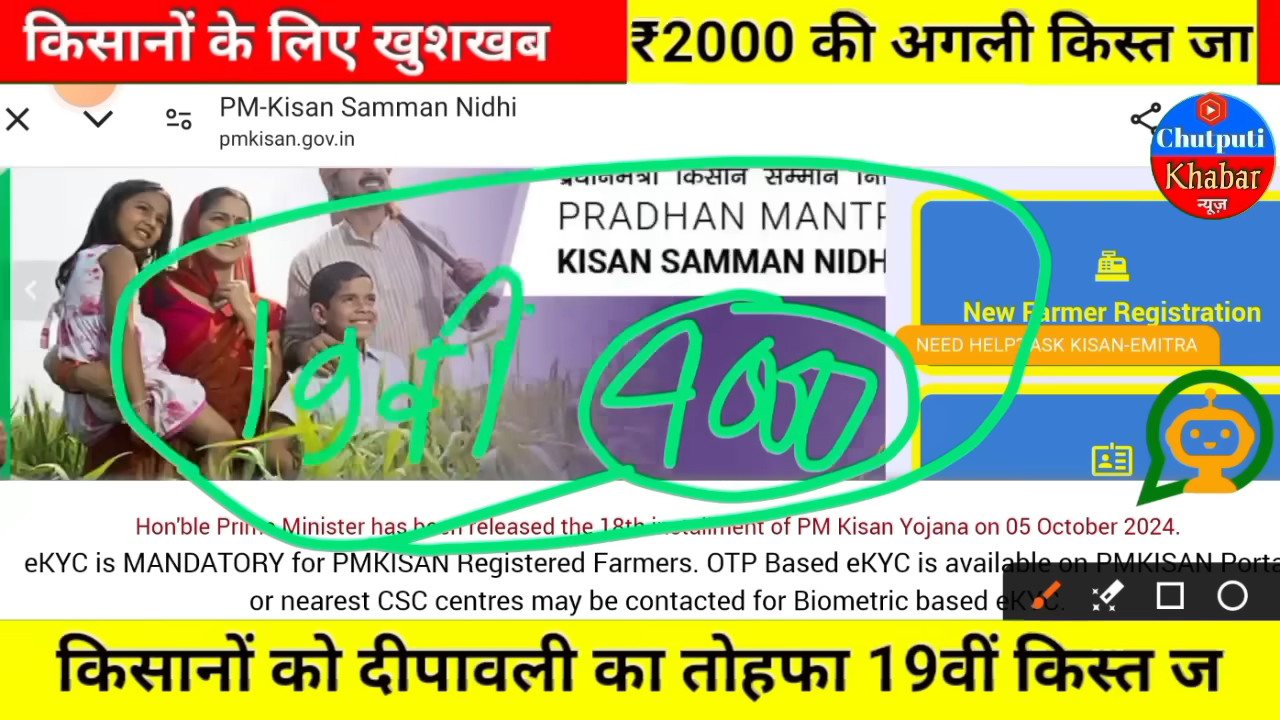 किसानों के लिए खुशखब
₹2000 की अगली किस्त जा
PM-Kisan Samman Nidhi
pmkisan.gov.in
Chutputi
Khabar
न्यूज़
प्रधानमंत्री किसान सम्मान नि
PRADHAN MANTR
KISAN SAMMAN NIDH
New Farmer Registration
NEED HELP? ASK KISAN-EMITRA
19वीं 4000
Hon'ble Prime Minister has been released the 18th installment of PM Kisan Yojana on 05 October 2024.
eKYC is MANDATORY for PMKISAN Registered Farmers. OTP Based eKYC is available on PMKISAN Porta
or nearest CSC centres may be contacted for Biometric based eKYC.
किसानों को दीपावली का तोहफा 19वीं किस्त ज